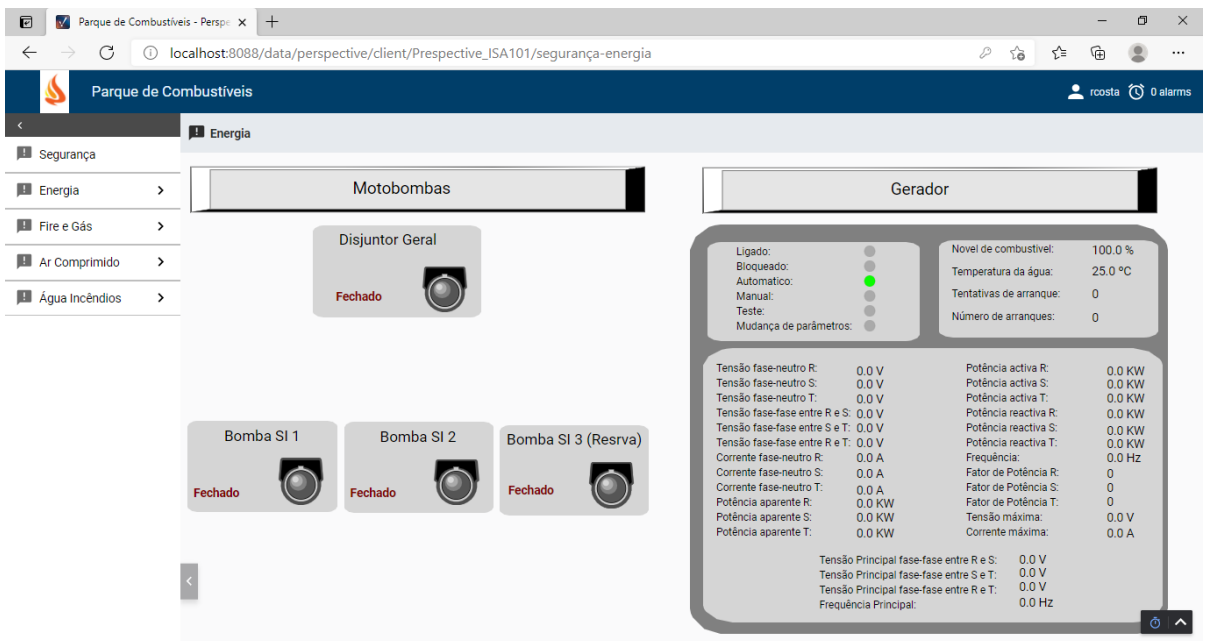 Parque de Combustíveis - Perspe
localhost:8088/data/perspective/client/Prespective_ISA101/segurança-energia
Parque de Combustíveis
rcosta 0 alarms
Energia
Segurança
Energia
Fire e Gás
Ar Comprimido
Água Incêndios
Motobombas
Disjuntor Geral
Fechado
Bomba SI 1
Fechado
Bomba SI 2
Fechado
Bomba SI 3 (Resrva)
Fechado
Gerador
Ligado:
Bloqueado:
Automatico:
Manual:
Teste:
Mudança de parâmetros:
Novel de combustivel: 100.0 %
Temperatura da água: 25.0 ºC
Tentativas de arranque: 0
Número de arranques: 0
Tensão fase-neutro R: 0.0 V
Tensão fase-neutro S: 0.0 V
Tensão fase-neutro T: 0.0 V
Tensão fase-fase entre R e S: 0.0 V
Tensão fase-fase entre S e T: 0.0 V
Tensão fase-fase entre R e T: 0.0 V
Corrente fase-neutro R: 0.0 A
Corrente fase-neutro S: 0.0 A
Corrente fase-neutro T: 0.0 A
Potência aparente R: 0.0 KW
Potência aparente S: 0.0 KW
Potência aparente T: 0.0 KW
Potência activa R: 0.0 KW
Potência activa S: 0.0 KW
Potência activa T: 0.0 KW
Potência reactiva R: 0.0 KW
Potência reactiva S: 0.0 KW
Potência reactiva T: 0.0 KW
Frequência: 0.0 Hz
Fator de Potência R: 0
Fator de Potência S: 0
Fator de Potência T: 0
Tensão máxima: 0.0 V
Corrente máxima: 0.0 A
Tensão Principal fase-fase entre R e S: 0.0 V
Tensão Principal fase-fase entre S e T: 0.0 V
Tensão Principal fase-fase entre R e T: 0.0 V
Frequência Principal: 0.0 Hz